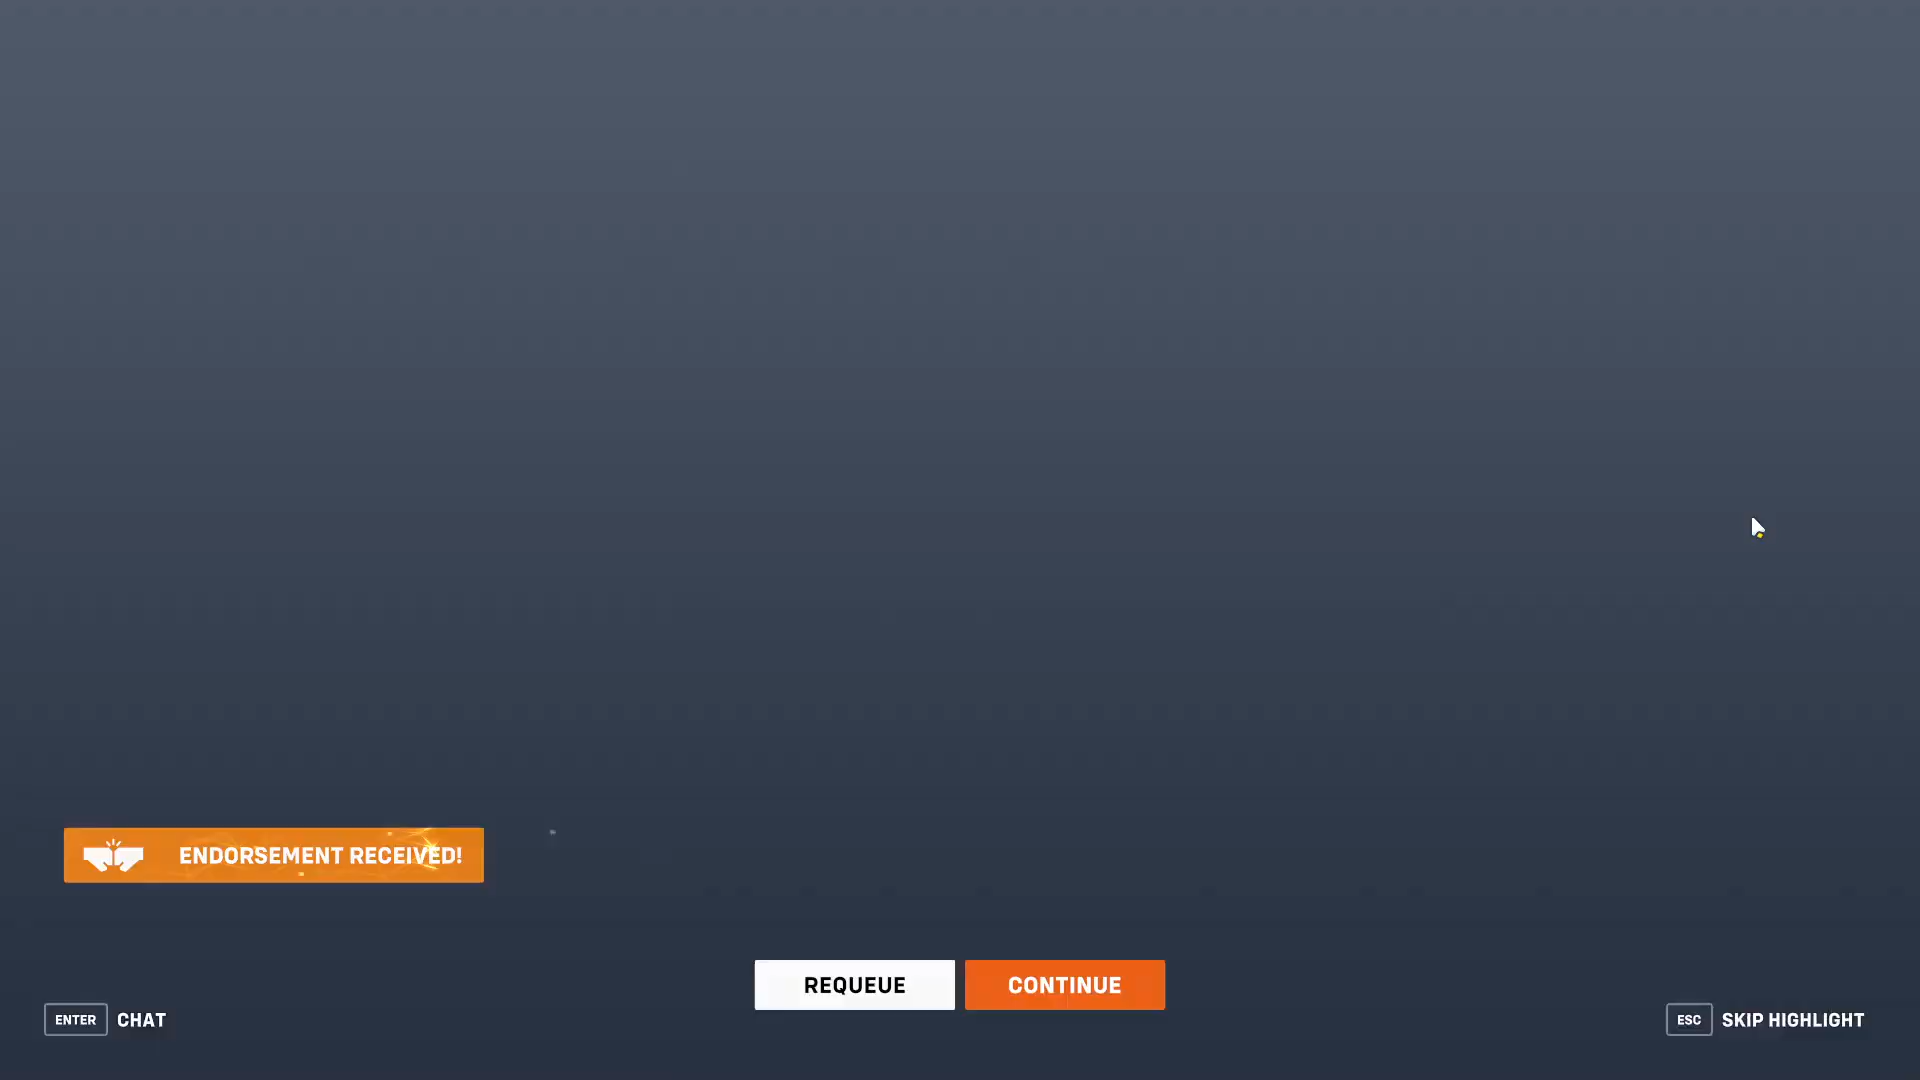 ENDORSEMENT RECEIVED!
REQUEUE
CONTINUE
ENTER CHAT
ESC SKIP HIGHLIGHT